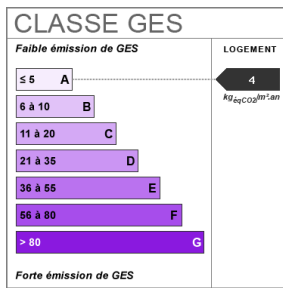 CLASSE GES
Faible émission de GES
LOGEMENT
≤ 5 A
4
kgéqCO2/m².an
6 à 10 B
11 à 20 C
21 à 35 D
36 à 55 E
56 à 80 F
> 80 G
Forte émission de GES